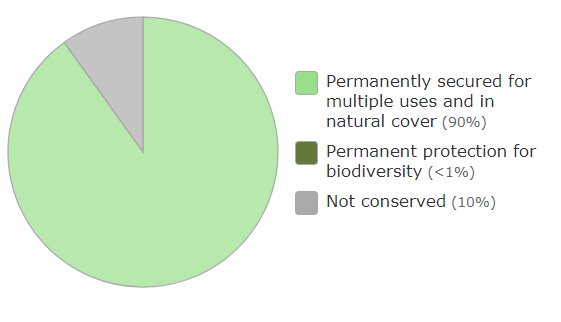 Permanently secured for
multiple uses and in
natural cover (90%)
Permanent protection for
biodiversity (<1%)
Not conserved (10%)